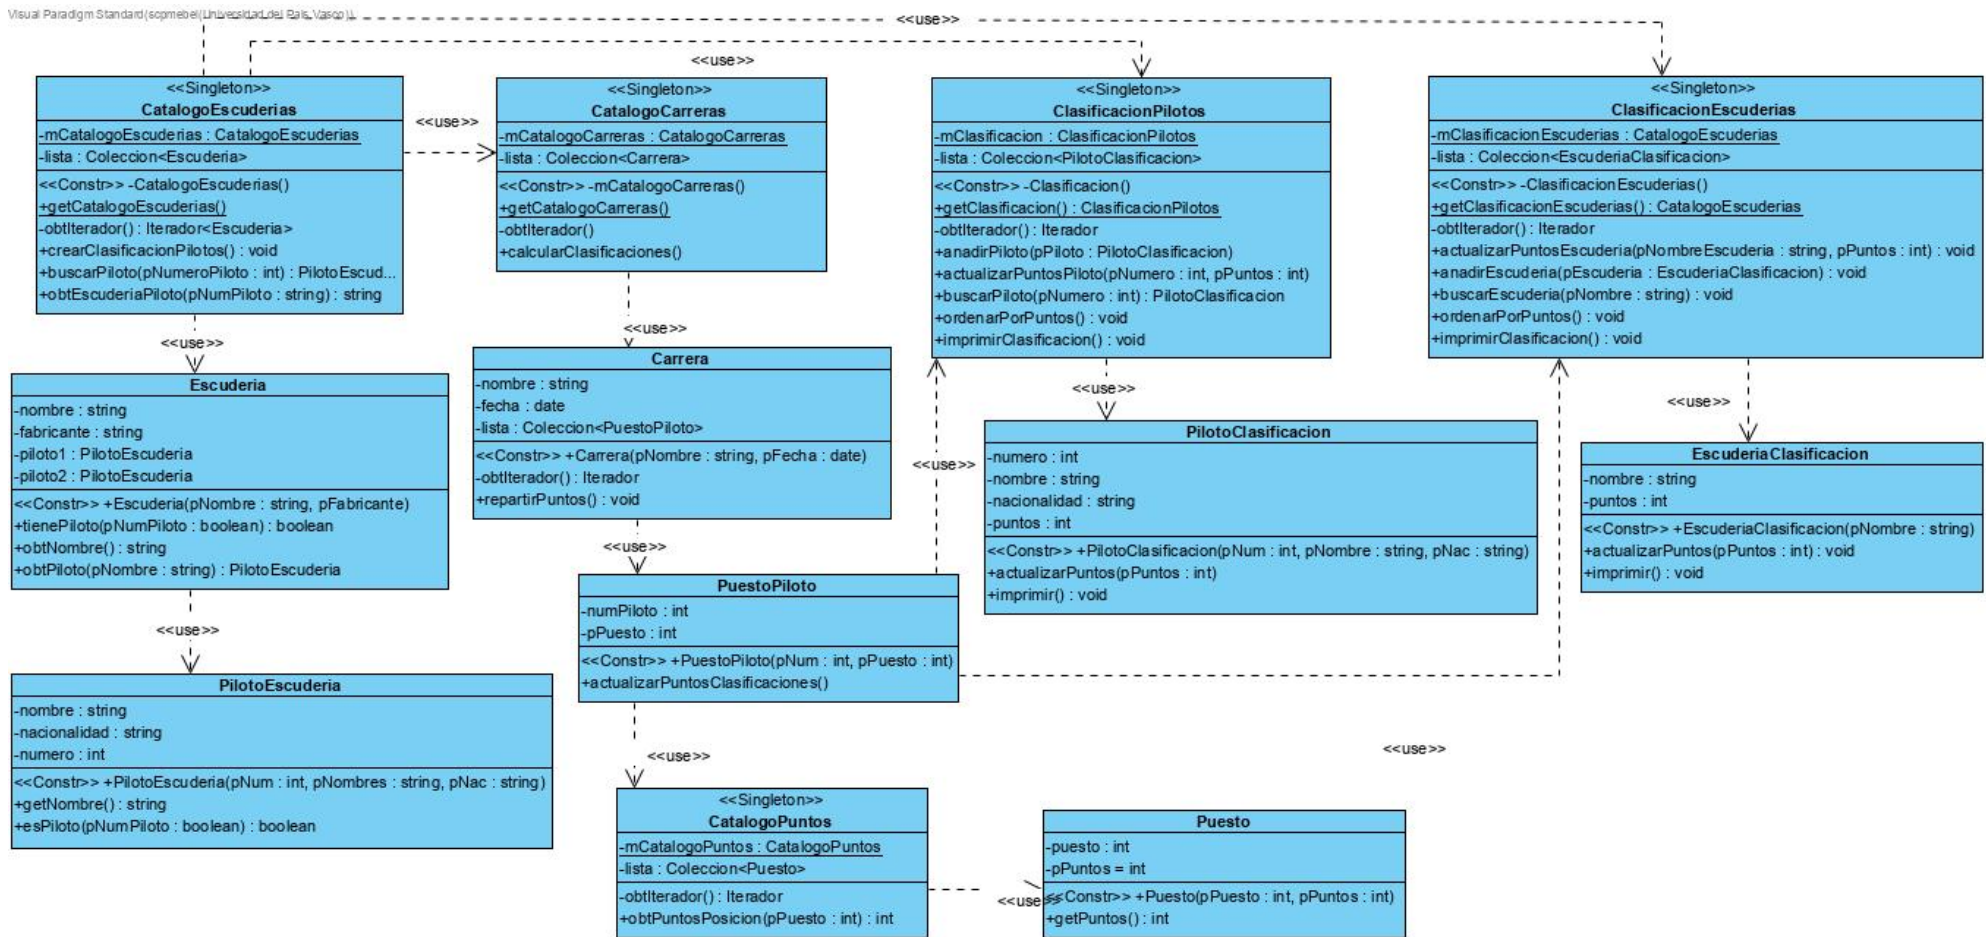 Visual Paradigm Standard(scpmebel(Universidad del País Vasco))
<<use>>
<<use>>
<<Singleton>>
CatalogoEscuderias
-mCatalogoEscuderias : CatalogoEscuderias
-lista : Coleccion<Escuderia>
<<Constr>> -CatalogoEscuderias()
+getCatalogoEscuderias()
-obtIterador() : Iterador<Escuderia>
+crearClasificacionPilotos() : void
+buscarPiloto(pNumeroPiloto : int) : PilotoEscud...
+obtEscuderiaPiloto(pNumPiloto : string) : string
<<use>>
<<Singleton>>
CatalogoCarreras
-mCatalogoCarreras : CatalogoCarreras
-lista : Coleccion<Carrera>
<<Constr>> -mCatalogoCarreras()
+getCatalogoCarreras()
-obtIterador()
+calcularClasificaciones()
<<Singleton>>
ClasificacionPilotos
-mClasificacion : ClasificacionPilotos
-lista : Coleccion<PilotoClasificacion>
<<Constr>> -Clasificacion()
+getClasificacion() : ClasificacionPilotos
-obtIterador() : Iterador
+anadirPiloto(pPiloto : PilotoClasificacion)
+actualizarPuntosPiloto(pNumero : int, pPuntos : int)
+buscarPiloto(pNumero : int) : PilotoClasificacion
+ordenarPorPuntos() : void
+imprimirClasificacion() : void
<<Singleton>>
ClasificacionEscuderias
-mClasificacionEscuderias : CatalogoEscuderias
-lista : Coleccion<EscuderiaClasificacion>
<<Constr>> -ClasificacionEscuderias()
+getClasificacionEscuderias() : CatalogoEscuderias
-obtIterador() : Iterador
+actualizarPuntosEscuderia(pNombreEscuderia : string, pPuntos : int) : void
+anadirEscuderia(pEscuderia : EscuderiaClasificacion) : void
+buscarEscuderia(pNombre : string) : void
+ordenarPorPuntos() : void
+imprimirClasificacion() : void
<<use>>
<<use>>
<<use>>
<<use>>
Escuderia
-nombre : string
-fabricante : string
-piloto1 : PilotoEscuderia
-piloto2 : PilotoEscuderia
<<Constr>> +Escuderia(pNombre : string, pFabricante)
+tienePiloto(pNumPiloto : boolean) : boolean
+obtNombre() : string
+obtPiloto(pNombre : string) : PilotoEscuderia
Carrera
-nombre : string
-fecha : date
-lista : Coleccion<PuestoPiloto>
<<Constr>> +Carrera(pNombre : string, pFecha : date)
-obtIterador() : Iterador
+repartirPuntos() : void
<<use>>
PilotoClasificacion
-numero : int
-nombre : string
-nacionalidad : string
-puntos : int
<<Constr>> +PilotoClasificacion(pNum : int, pNombre : string, pNac : string)
+actualizarPuntos(pPuntos : int)
+imprimir() : void
EscuderiaClasificacion
-nombre : string
-puntos : int
<<Constr>> +EscuderiaClasificacion(pNombre : string)
+actualizarPuntos(pPuntos : int) : void
+imprimir() : void
<<use>>
<<use>>
PuestoPiloto
-numPiloto : int
-pPuesto : int
<<Constr>> +PuestoPiloto(pNum : int, pPuesto : int)
+actualizarPuntosClasificaciones()
PilotoEscuderia
-nombre : string
-nacionalidad : string
-numero : int
<<Constr>> +PilotoEscuderia(pNum : int, pNombres : string, pNac : string)
+getNombre() : string
+esPiloto(pNumPiloto : boolean) : boolean
<<use>>
<<use>>
<<Singleton>>
CatalogoPuntos
-mCatalogoPuntos : CatalogoPuntos
-lista : Coleccion<Puesto>
-obtIterador() : Iterador
+obtPuntosPosicion(pPuesto : int) : int
<<use>>
Puesto
-puesto : int
-pPuntos = int
<<Constr>> +Puesto(pPuesto : int, pPuntos : int)
+getPuntos() : int